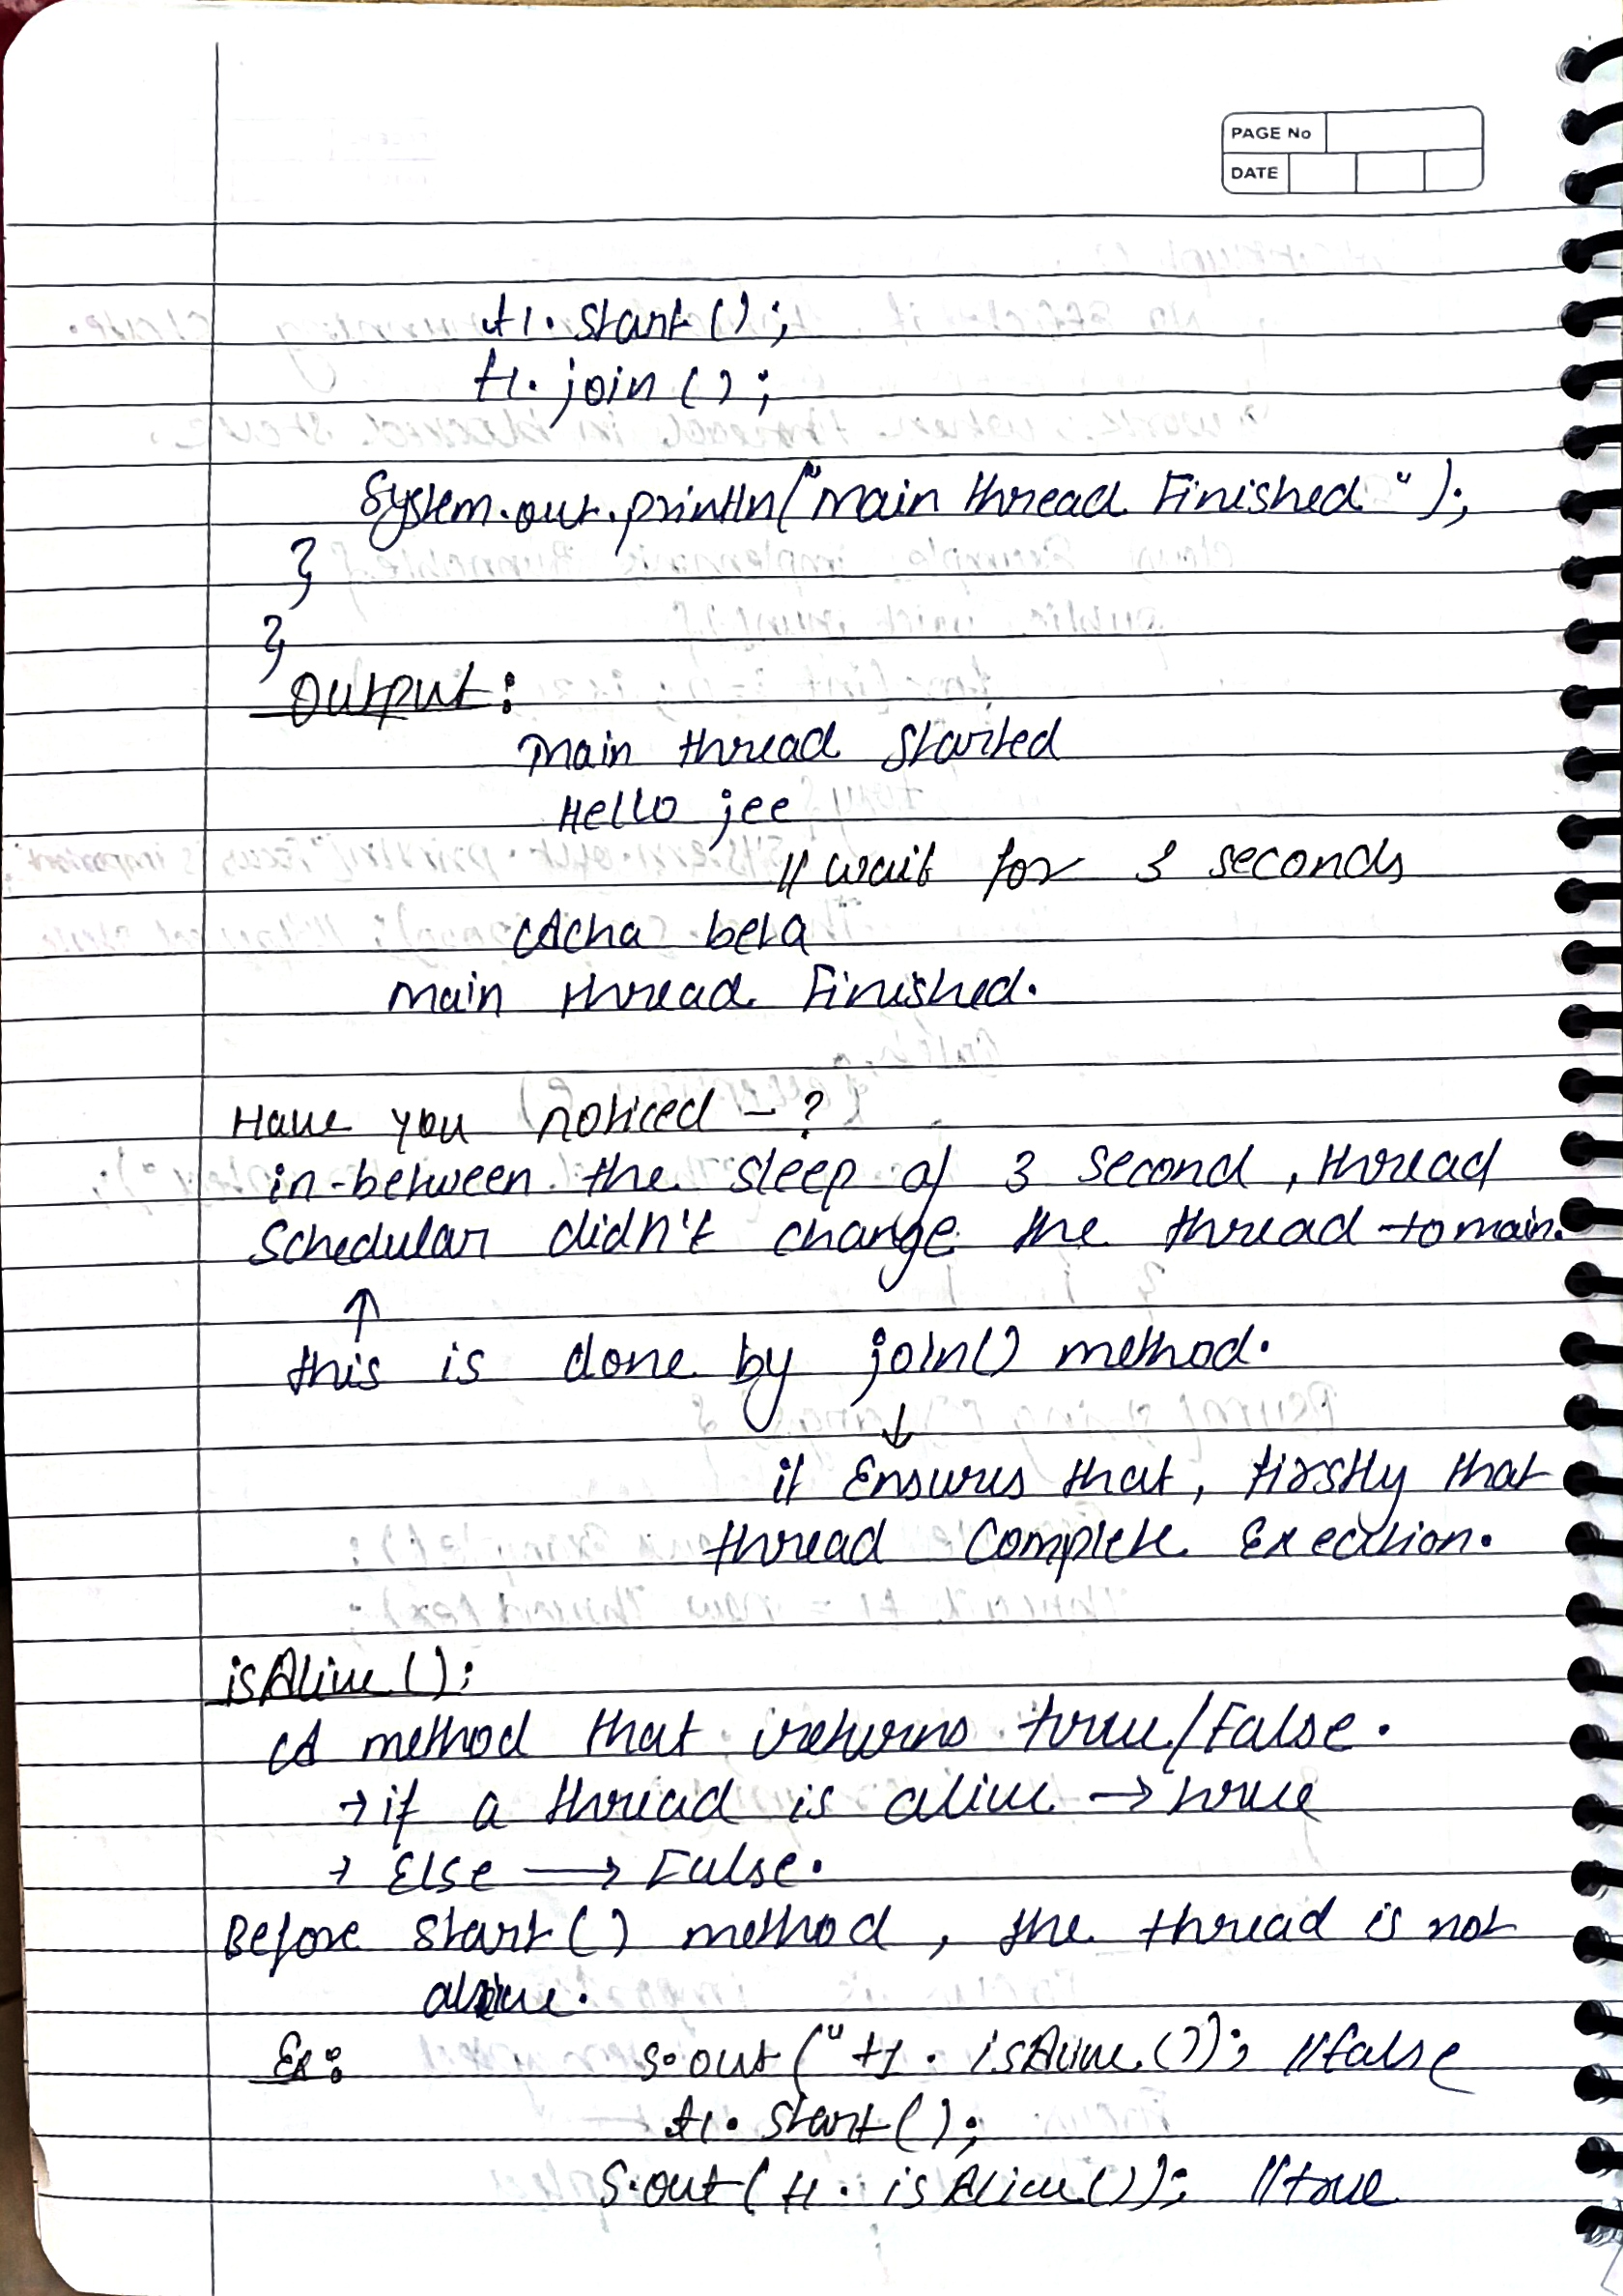 PAGE No
DATE
t1.start();
t1.join();
System.out.println("main thread Finished");
}
}
Output:
main thread started
Hello jee
// wait for 3 seconds
Acha beta
main thread Finished.
Have you noticed - ?
in-between the sleep of 3 second, thread
Schedular didn't change the thread to main.
↑
this is done by join() method.
↓
it Ensures that, firstly that
thread Complete Execution.
isAlive():
A method that returns true/False.
→ if a thread is alive → true
→ Else → False.
Before start() method, the thread is not
alive.
Ex: s.out("t1.isAlive()); //false
t1.start();
S.out(t1.isAlive()); //true